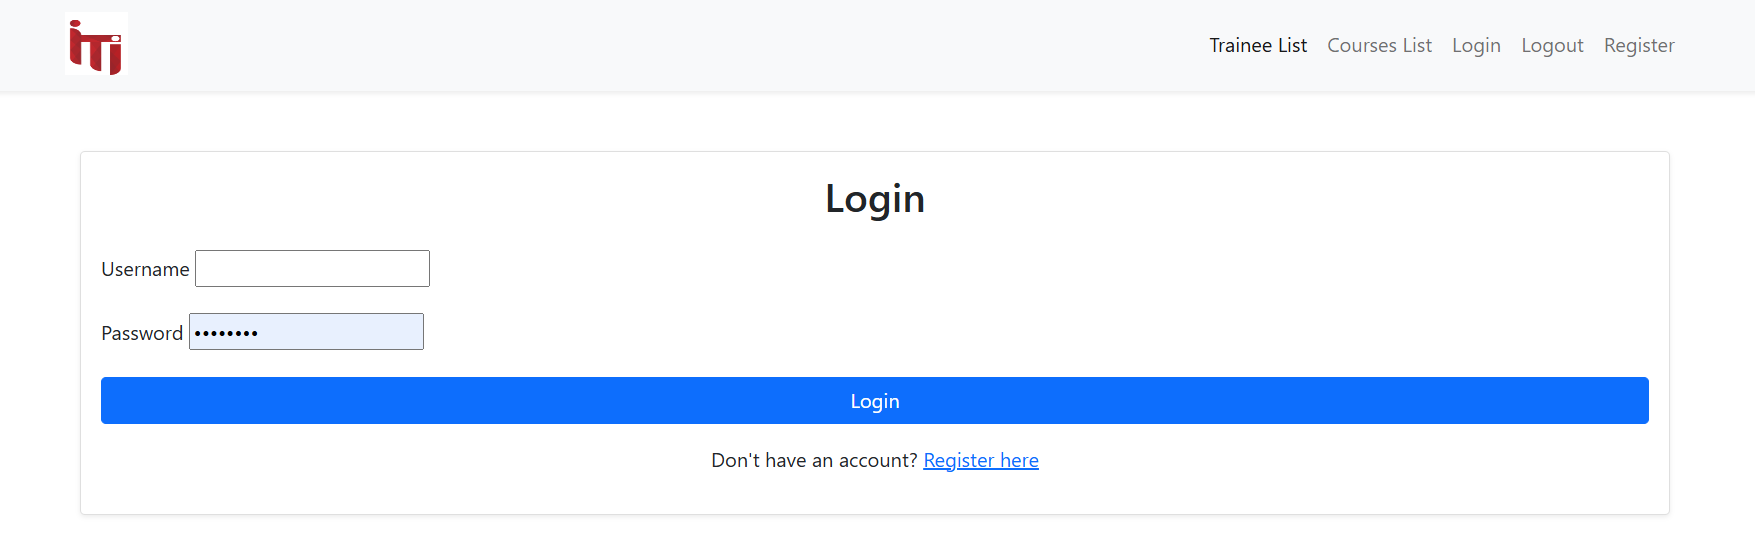 iTi
Trainee List Courses List Login Logout Register
Login
Username
Password ••••••••
Login
Don't have an account? Register here